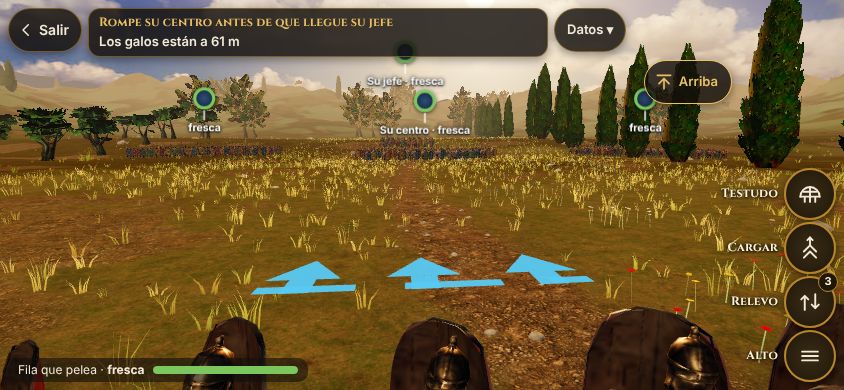 Salir
ROMPE SU CENTRO ANTES DE QUE LLEGUE SU JEFE
Los galos están a 61 m
Datos ▾
Arriba
Su jefe · fresca
fresca
Su centro · fresca
fresca
TESTUDO
CARGAR
3
RELEVO
ALTO
Fila que pelea · fresca